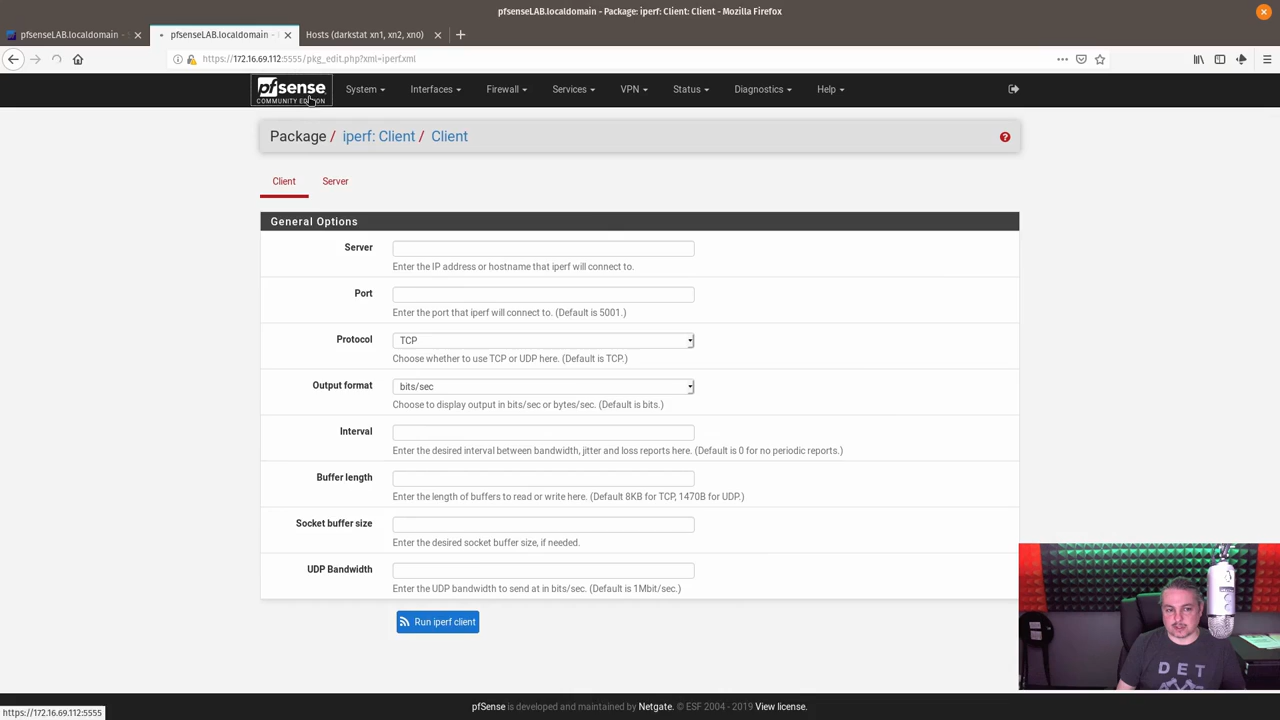 pfsenseLAB.localdomain - Package: iperf: Client: Client - Mozilla Firefox
pfsenseLAB.localdomain -
pfsenseLAB.localdomain -
Hosts (darkstat xn1, xn2, xn0)
https://172.16.69.112:5555/pkg_edit.php?xml=iperf.xml
pfsense
COMMUNITY EDITION
System
Interfaces
Firewall
Services
VPN
Status
Diagnostics
Help
Package / iperf: Client / Client
Client
Server
General Options
Server
Enter the IP address or hostname that iperf will connect to.
Port
Enter the port that iperf will connect to. (Default is 5001.)
Protocol
TCP
Choose whether to use TCP or UDP here. (Default is TCP.)
Output format
bits/sec
Choose to display output in bits/sec or bytes/sec. (Default is bits.)
Interval
Enter the desired interval between bandwidth, jitter and loss reports here. (Default is 0 for no periodic reports.)
Buffer length
Enter the length of buffers to read or write here. (Default 8KB for TCP, 1470B for UDP.)
Socket buffer size
Enter the desired socket buffer size, if needed.
UDP Bandwidth
Enter the UDP bandwidth to send at in bits/sec. (Default is 1Mbit/sec.)
Run iperf client
DET
pfSense is developed and maintained by Netgate. © ESF 2004 - 2019 View license.
https://172.16.69.112:5555